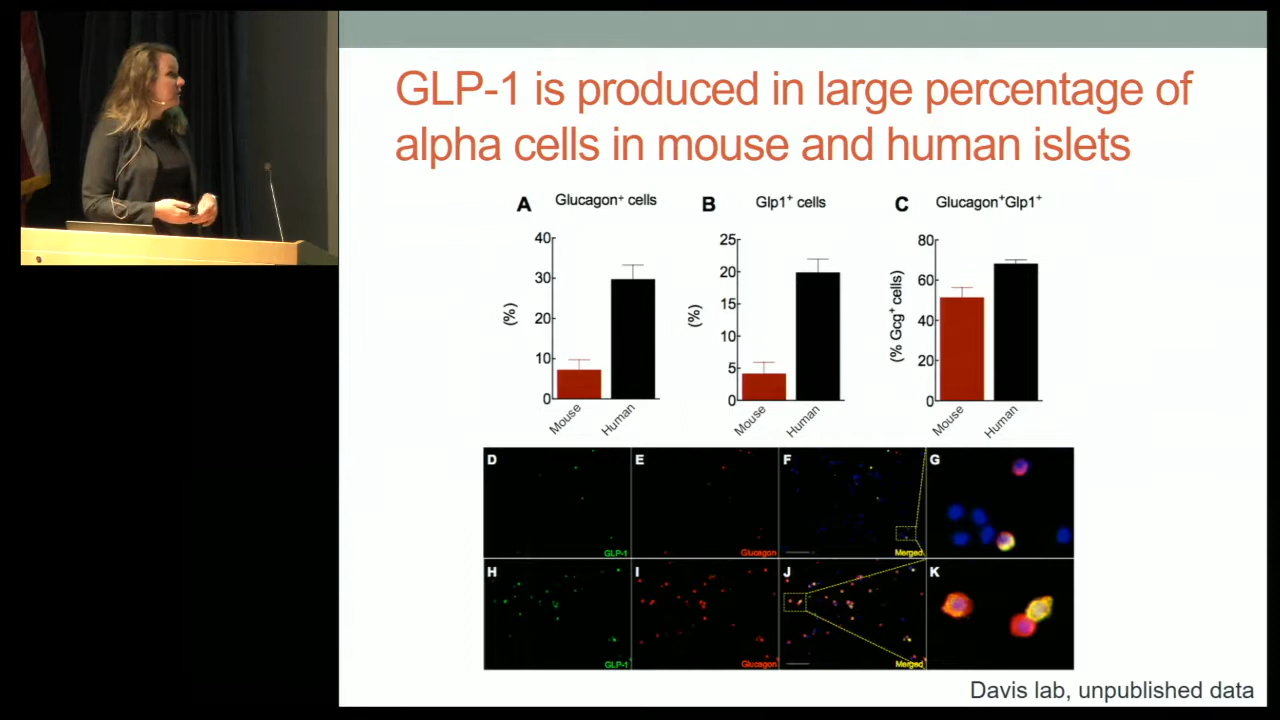 GLP-1 is produced in large percentage of
alpha cells in mouse and human islets
A Glucagon⁺ cells
B Glp1⁺ cells
C Glucagon⁺Glp1⁺
(%)
40
30
20
10
0
Mouse
Human
(%)
25
20
15
10
5
0
Mouse
Human
(% Gcg⁺ cells)
80
60
40
20
0
Mouse
Human
D
GLP-1
E
Glucagon
F
Merged
G
H
GLP-1
I
Glucagon
J
Merged
K
Davis lab, unpublished data